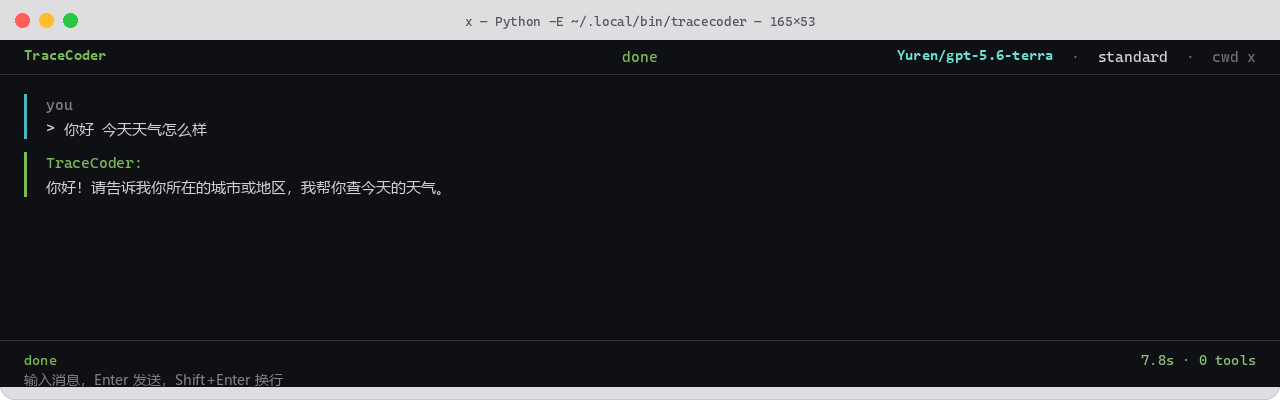 x — Python -E ~/.local/bin/tracecoder — 165×53
TraceCoder done Yuren/gpt-5.6-terra · standard · cwd x
you
> 你好 今天天气怎么样
TraceCoder:
你好！请告诉我你所在的城市或地区，我帮你查今天的天气。
done 7.8s · 0 tools
输入消息，Enter 发送，Shift+Enter 换行